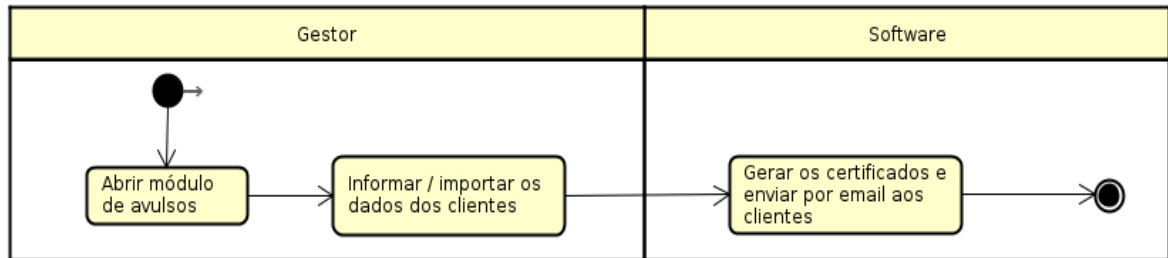 Gestor
Software
Abrir módulo
de avulsos
Informar / importar os
dados dos clientes
Gerar os certificados e
enviar por email aos
clientes